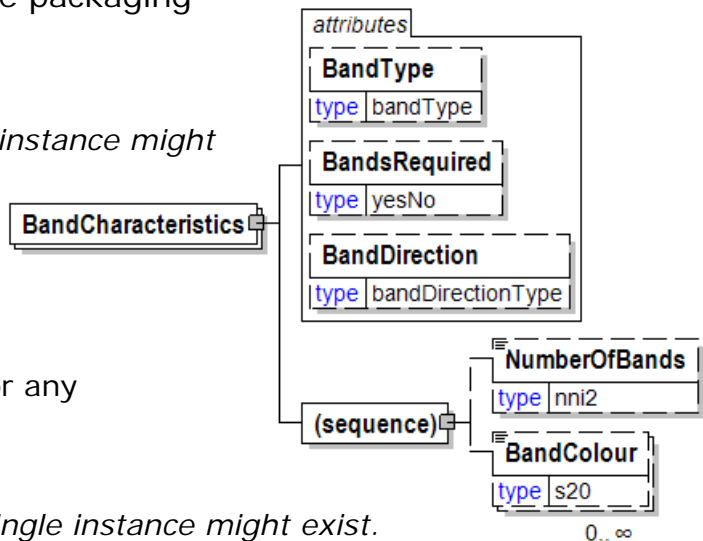 e packaging
attributes
BandType
type bandType
instance might
BandsRequired
type yesNo
BandCharacteristics
BandDirection
type bandDirectionType
NumberOfBands
type nni2
or any
(sequence)
BandColour
type s20
ingle instance might exist.
0.. ∞